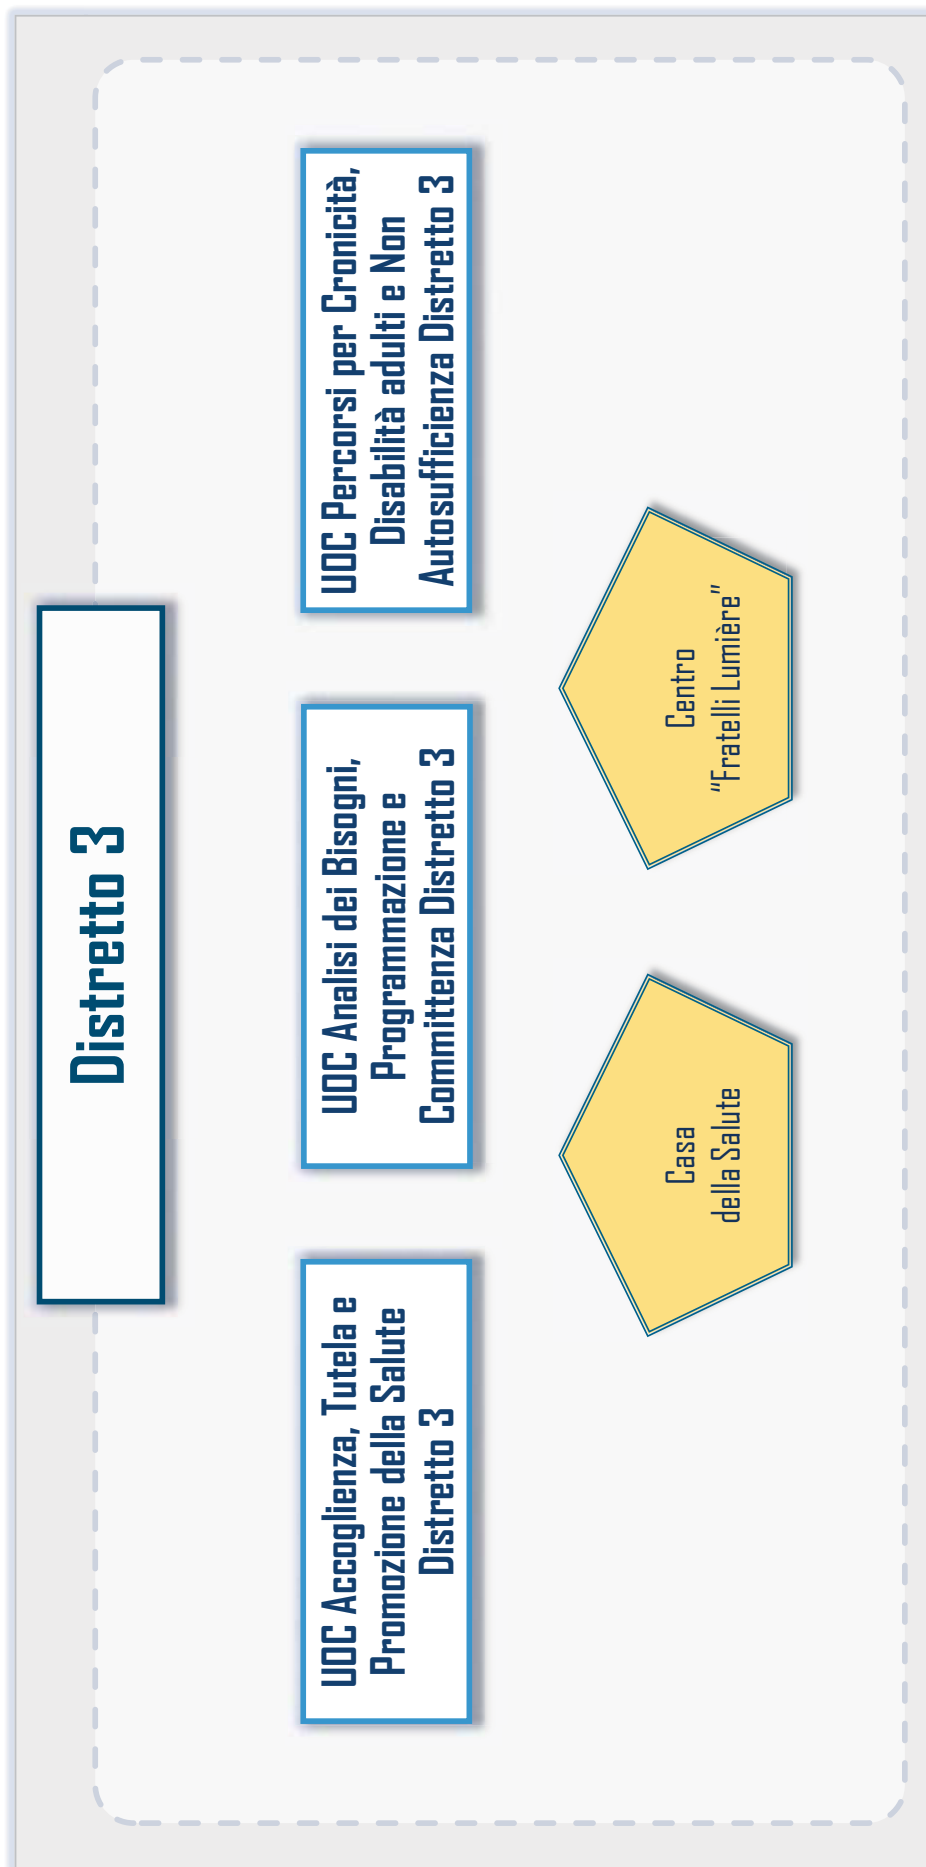 Distretto 3
UOC Accoglienza, Tutela e
Promozione della Salute
Distretto 3
UOC Analisi dei Bisogni,
Programmazione e
Committenza Distretto 3
UOC Percorsi per Cronicità,
Disabilità adulti e Non
Autosufficienza Distretto 3
Casa
della Salute
Centro
"Fratelli Lumière"